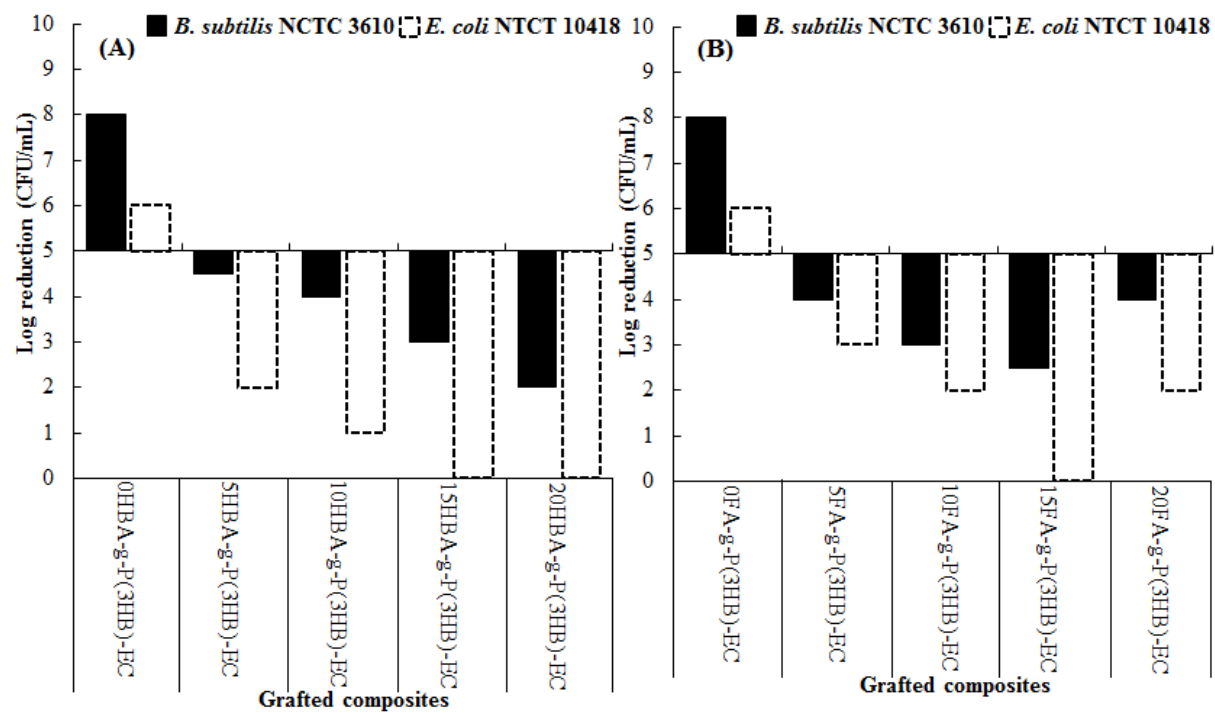 (A)
B. subtilis NCTC 3610 E. coli NTCT 10418
Log reduction (CFU/mL)
10
9
8
7
6
5
4
3
2
1
0
0HBA-g-P(3HB)-EC
5HBA-g-P(3HB)-EC
10HBA-g-P(3HB)-EC
15HBA-g-P(3HB)-EC
20HBA-g-P(3HB)-EC
Grafted composites
(B)
B. subtilis NCTC 3610 E. coli NTCT 10418
Log reduction (CFU/mL)
10
9
8
7
6
5
4
3
2
1
0
0FA-g-P(3HB)-EC
5FA-g-P(3HB)-EC
10FA-g-P(3HB)-EC
15FA-g-P(3HB)-EC
20FA-g-P(3HB)-EC
Grafted composites